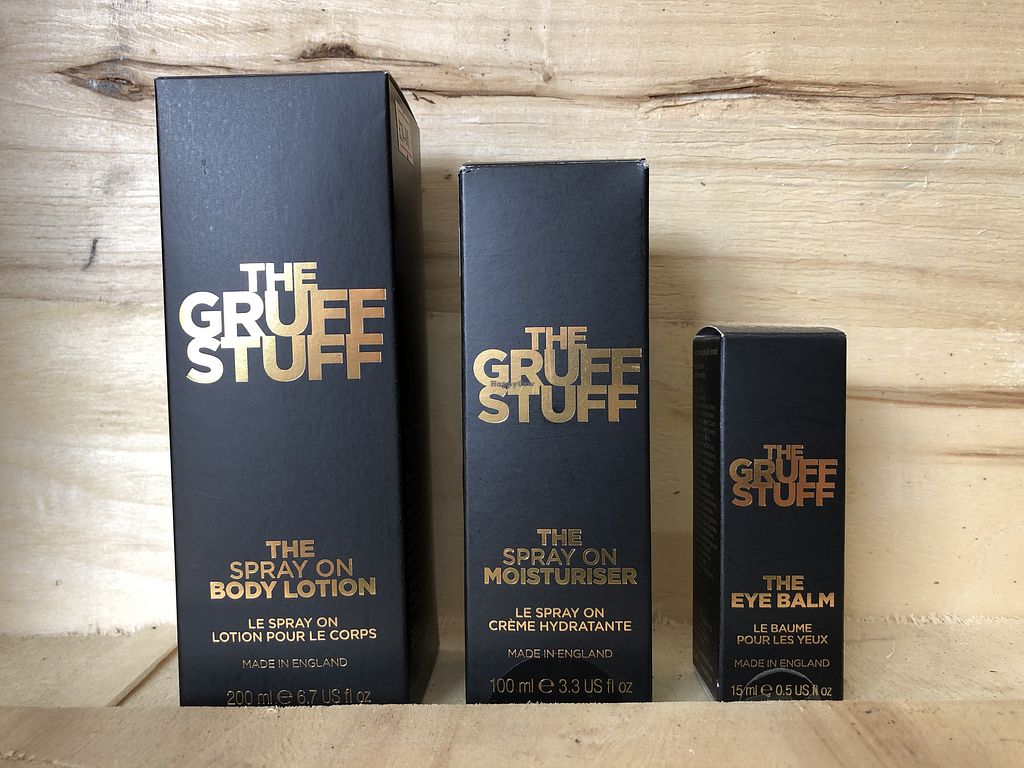 THE
GRUFF
STUFF
THE
SPRAY ON
BODY LOTION
LE SPRAY ON
LOTION POUR LE CORPS
MADE IN ENGLAND
200 ml ℮ 6.7 US fl oz
THE
GRUFF
STUFF
HappyCow
THE
SPRAY ON
MOISTURISER
LE SPRAY ON
CRÈME HYDRATANTE
MADE IN ENGLAND
100 ml ℮ 3.3 US fl oz
THE
GRUFF
STUFF
THE
EYE BALM
LE BAUME
POUR LES YEUX
MADE IN ENGLAND
15 ml ℮ 0.5 US fl oz